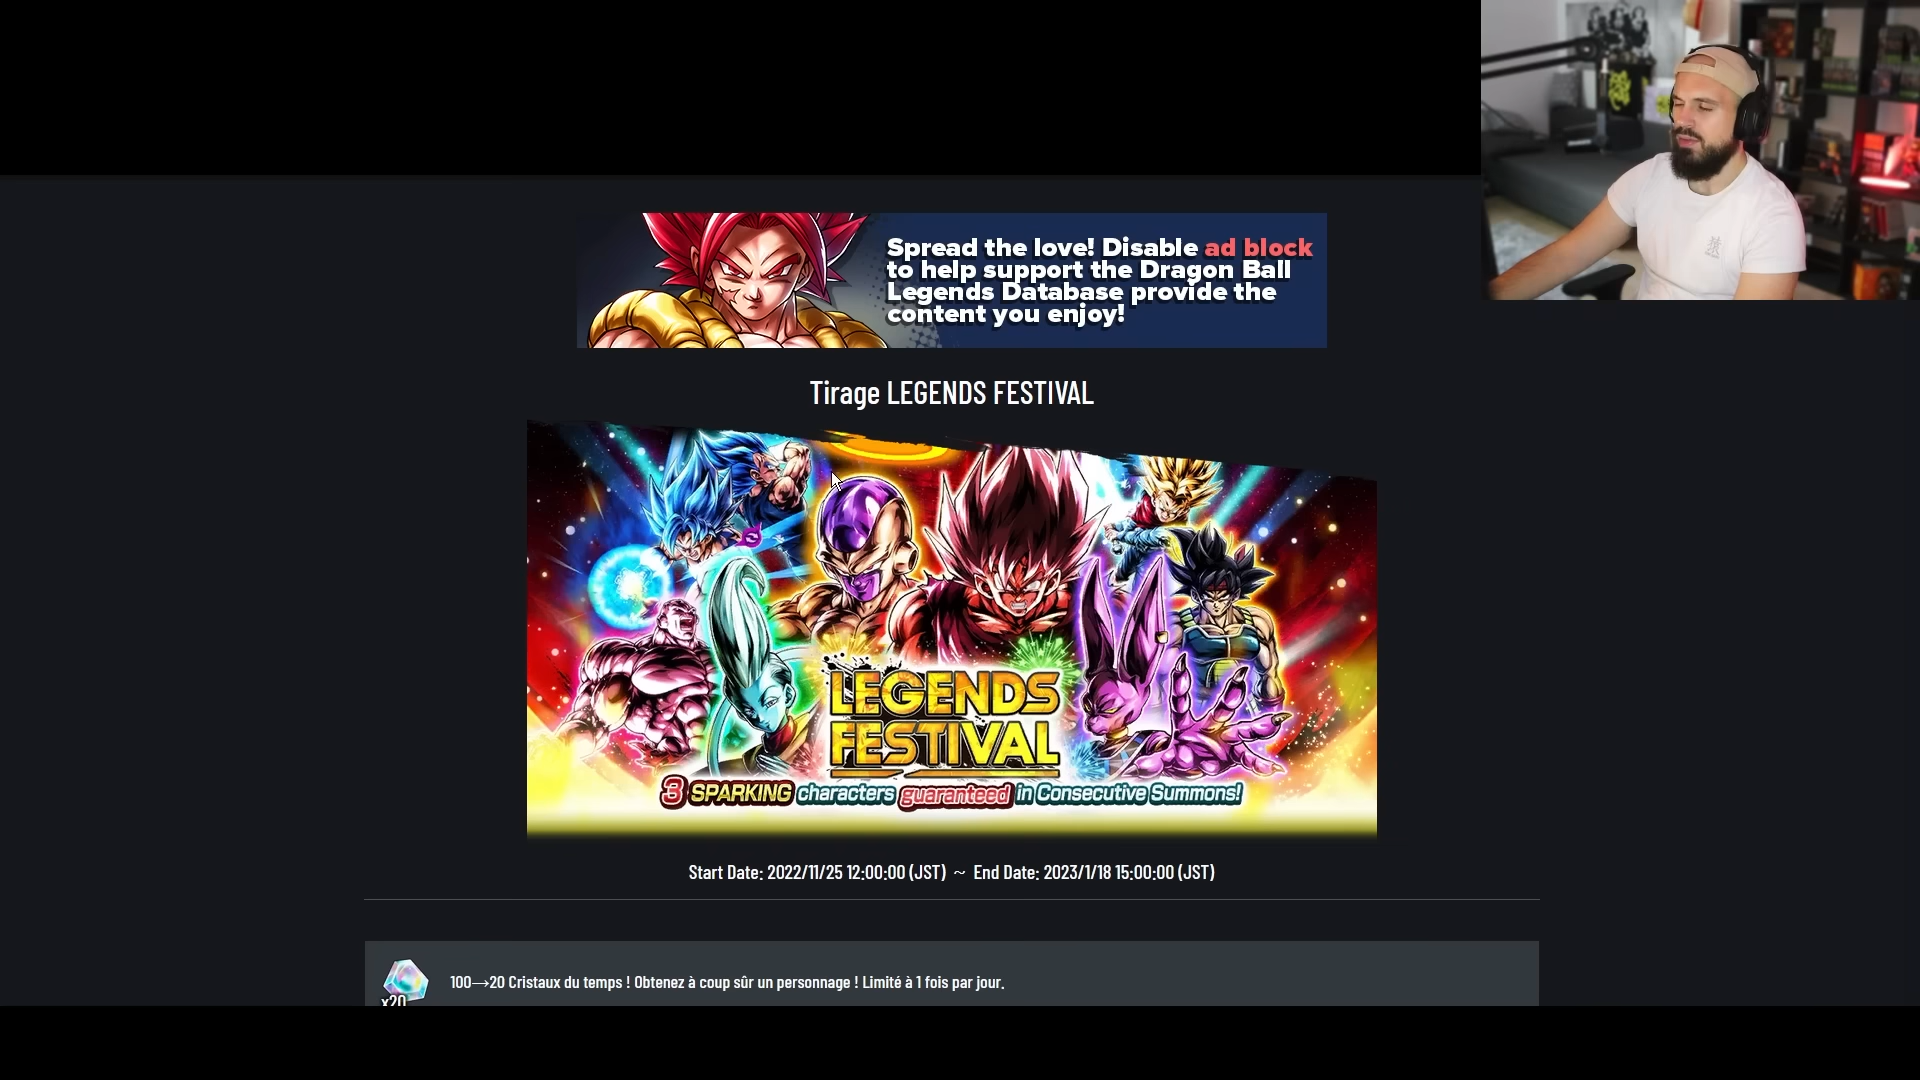 Spread the love! Disable ad block
to help support the Dragon Ball
Legends Database provide the
content you enjoy!
Tirage LEGENDS FESTIVAL
LEGENDS
FESTIVAL
3 SPARKING characters guaranteed in Consecutive Summons!
Start Date: 2022/11/25 12:00:00 (JST) ~ End Date: 2023/1/18 15:00:00 (JST)
100→20 Cristaux du temps ! Obtenez à coup sûr un personnage ! Limité à 1 fois par jour.
x20